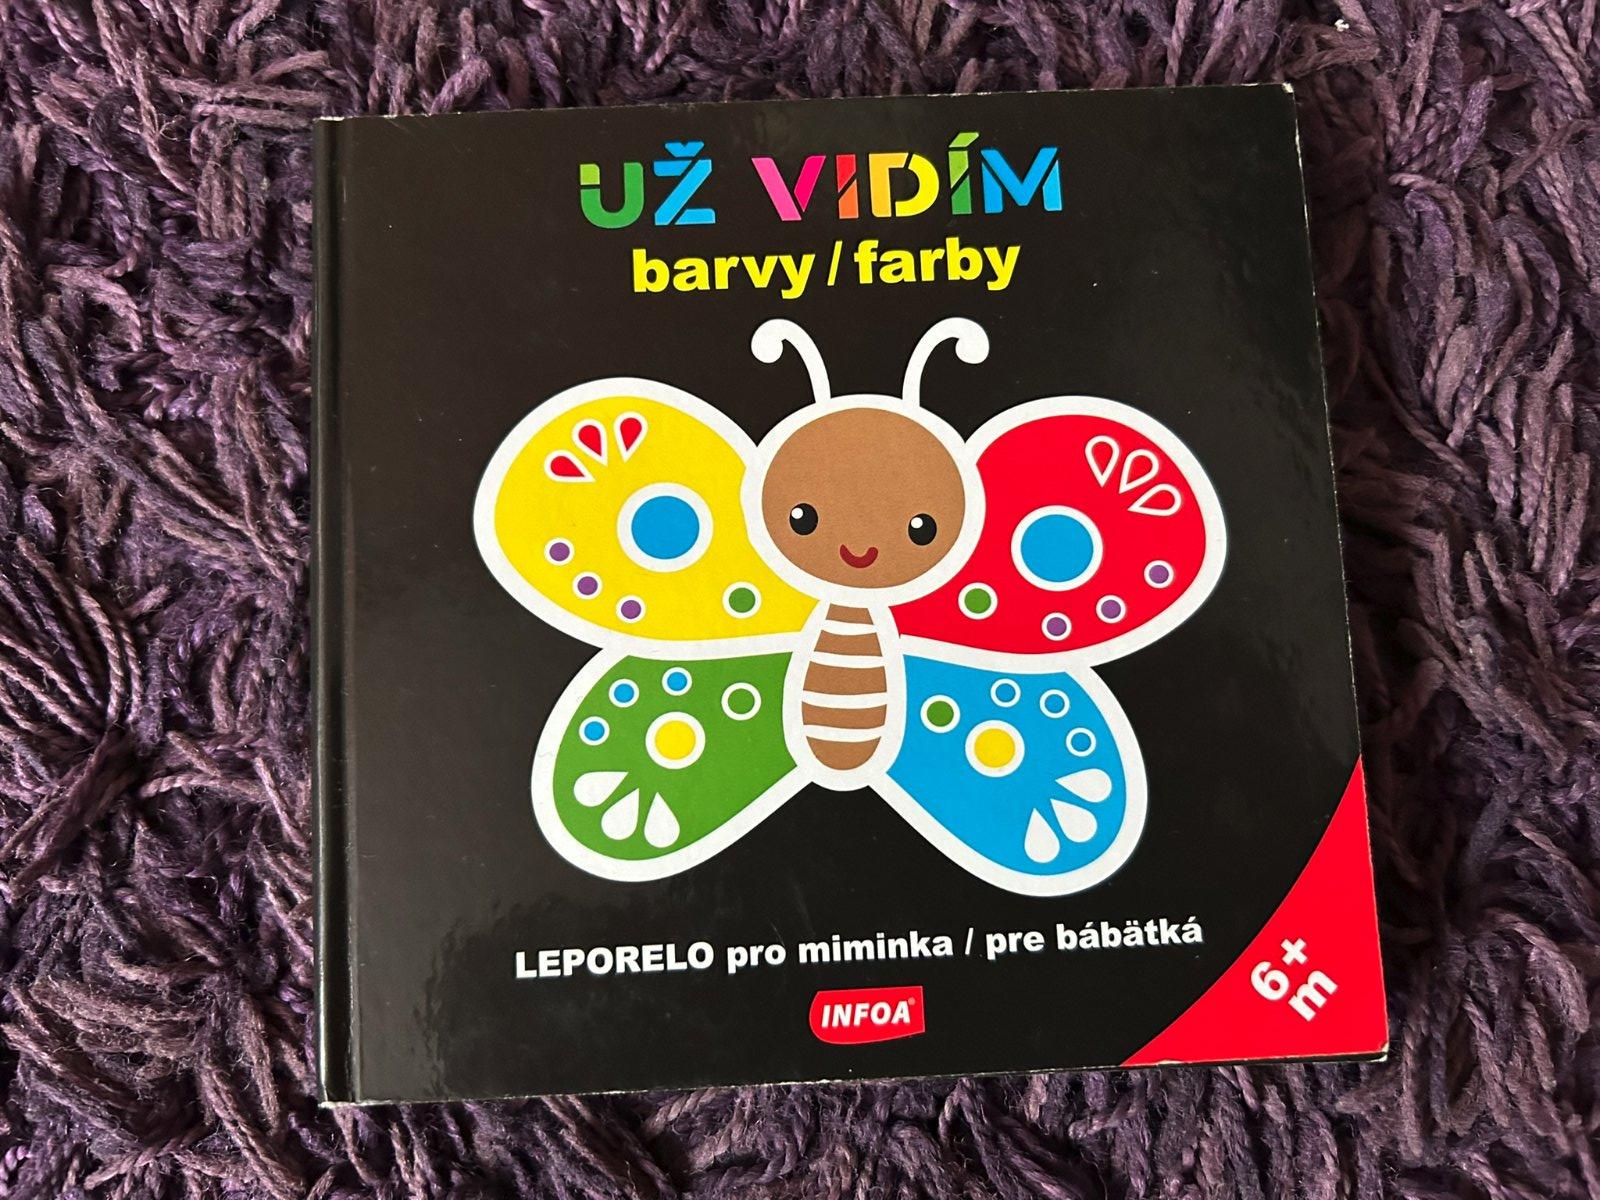 UŽ VIDÍM
barvy / farby
LEPORELO pro miminka / pre bábätká
INFOA®
6+
m